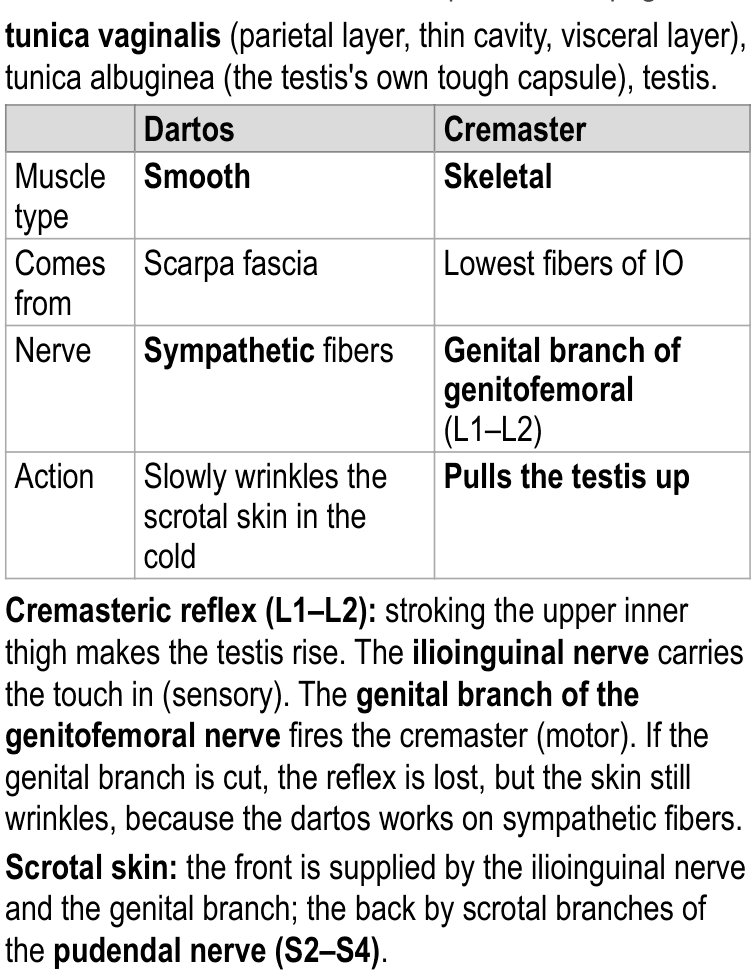 tunica vaginalis (parietal layer, thin cavity, visceral layer),
tunica albuginea (the testis's own tough capsule), testis.
Dartos Cremaster
Muscle type Smooth Skeletal
Comes from Scarpa fascia Lowest fibers of IO
Nerve Sympathetic fibers Genital branch of genitofemoral (L1–L2)
Action Slowly wrinkles the scrotal skin in the cold Pulls the testis up
Cremasteric reflex (L1–L2): stroking the upper inner
thigh makes the testis rise. The ilioinguinal nerve carries
the touch in (sensory). The genital branch of the
genitofemoral nerve fires the cremaster (motor). If the
genital branch is cut, the reflex is lost, but the skin still
wrinkles, because the dartos works on sympathetic fibers.
Scrotal skin: the front is supplied by the ilioinguinal nerve
and the genital branch; the back by scrotal branches of
the pudendal nerve (S2–S4).